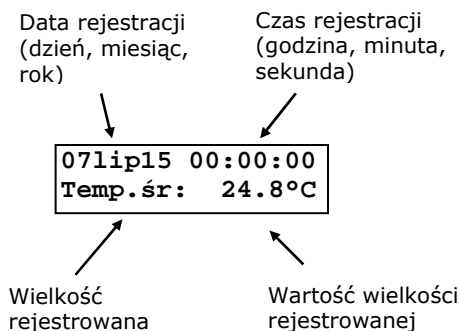 Data rejestracji
(dzień, miesiąc,
rok)
Czas rejestracji
(godzina, minuta,
sekunda)
07lip15 00:00:00
Temp.śr: 24.8°C
Wielkość
rejestrowana
Wartość wielkości
rejestrowanej